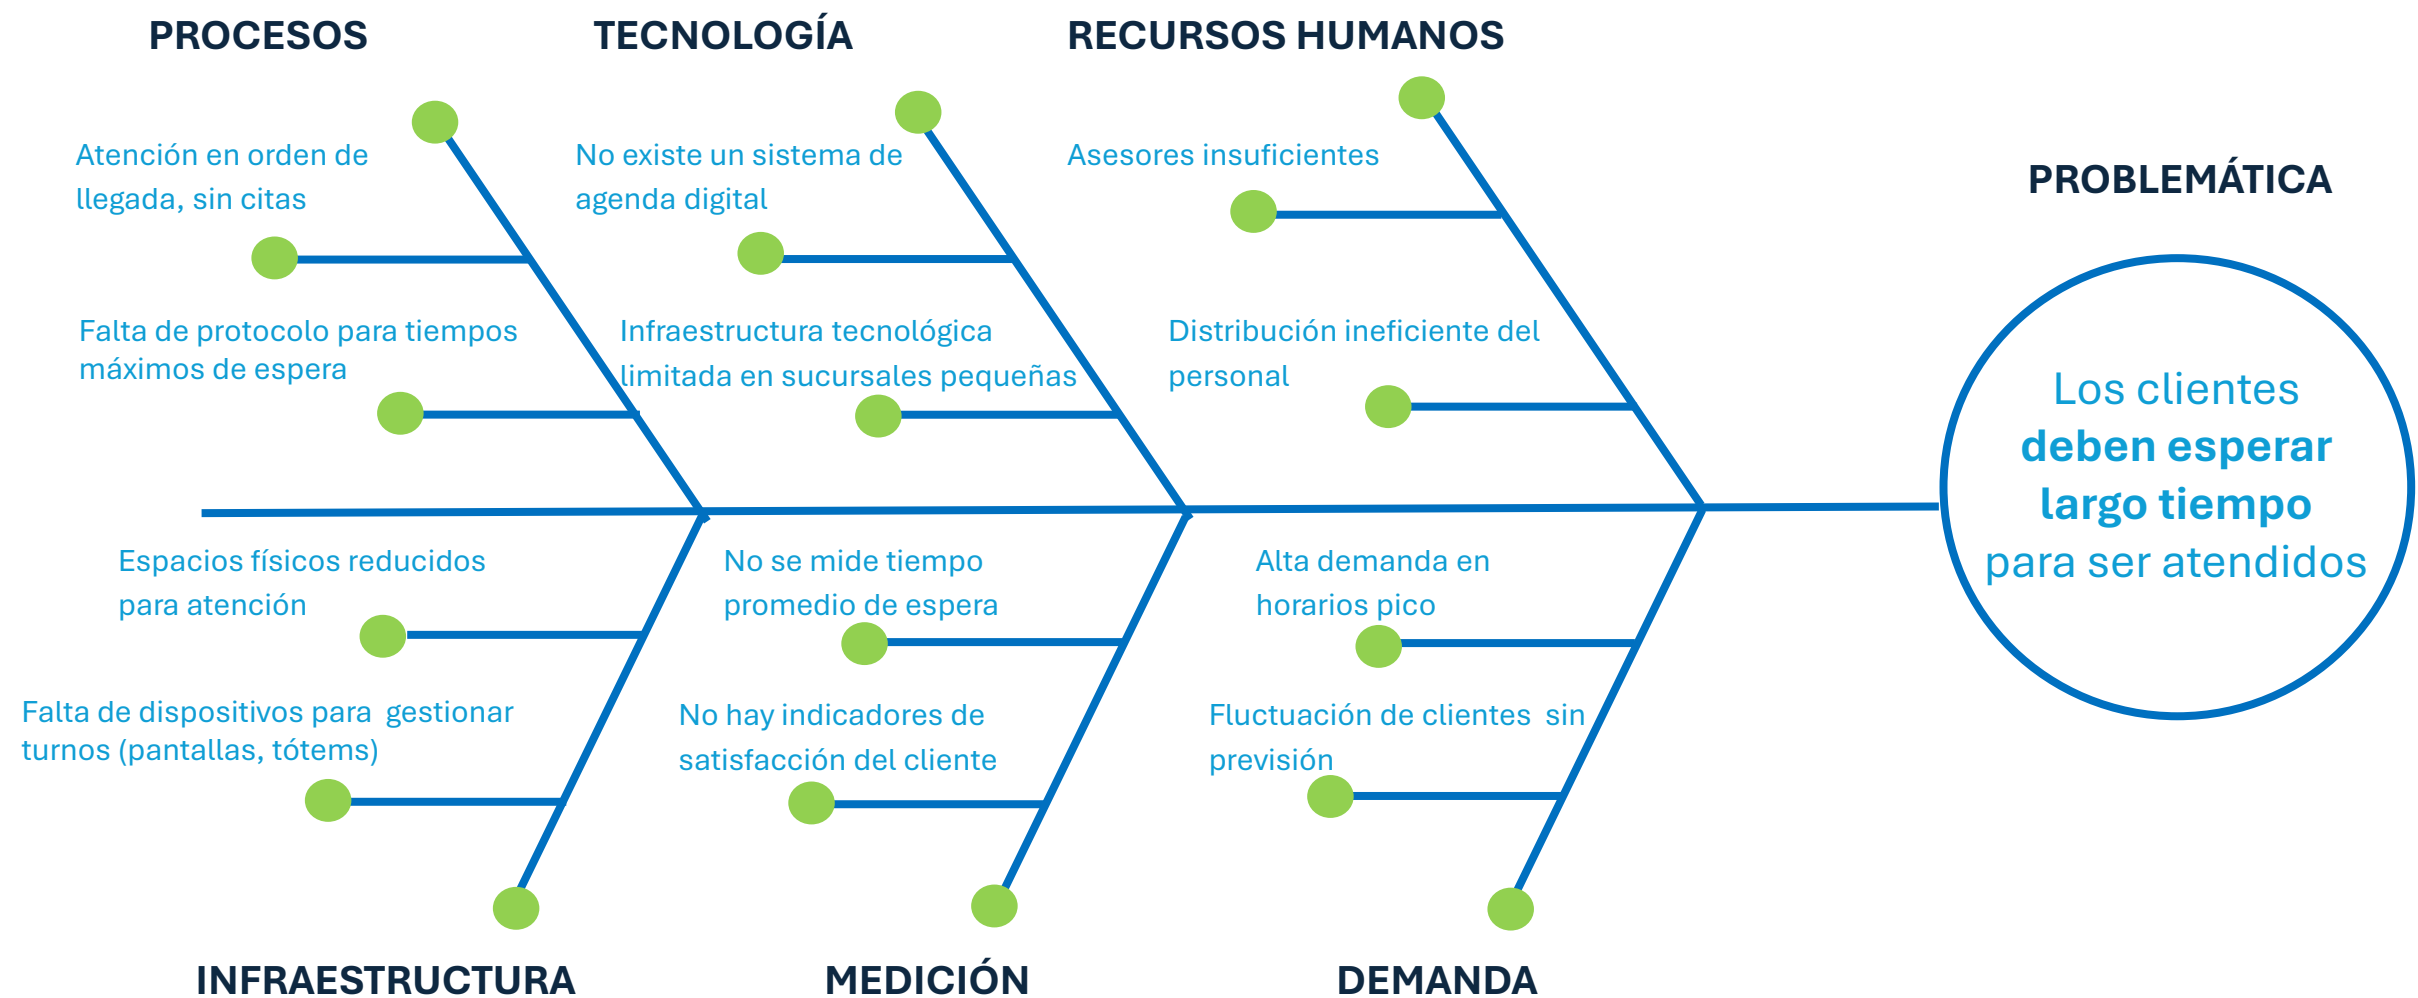 PROCESOS
TECNOLOGÍA
RECURSOS HUMANOS
Atención en orden de
llegada, sin citas
No existe un sistema de
agenda digital
Asesores insuficientes
PROBLEMÁTICA
Falta de protocolo para tiempos
máximos de espera
Infraestructura tecnológica
limitada en sucursales pequeñas
Distribución ineficiente del
personal
Los clientes
deben esperar
largo tiempo
para ser atendidos
Espacios físicos reducidos
para atención
No se mide tiempo
promedio de espera
Alta demanda en
horarios pico
Falta de dispositivos para  gestionar
turnos (pantallas, tótems)
No hay indicadores de
satisfacción del cliente
Fluctuación de clientes  sin
previsión
INFRAESTRUCTURA
MEDICIÓN
DEMANDA